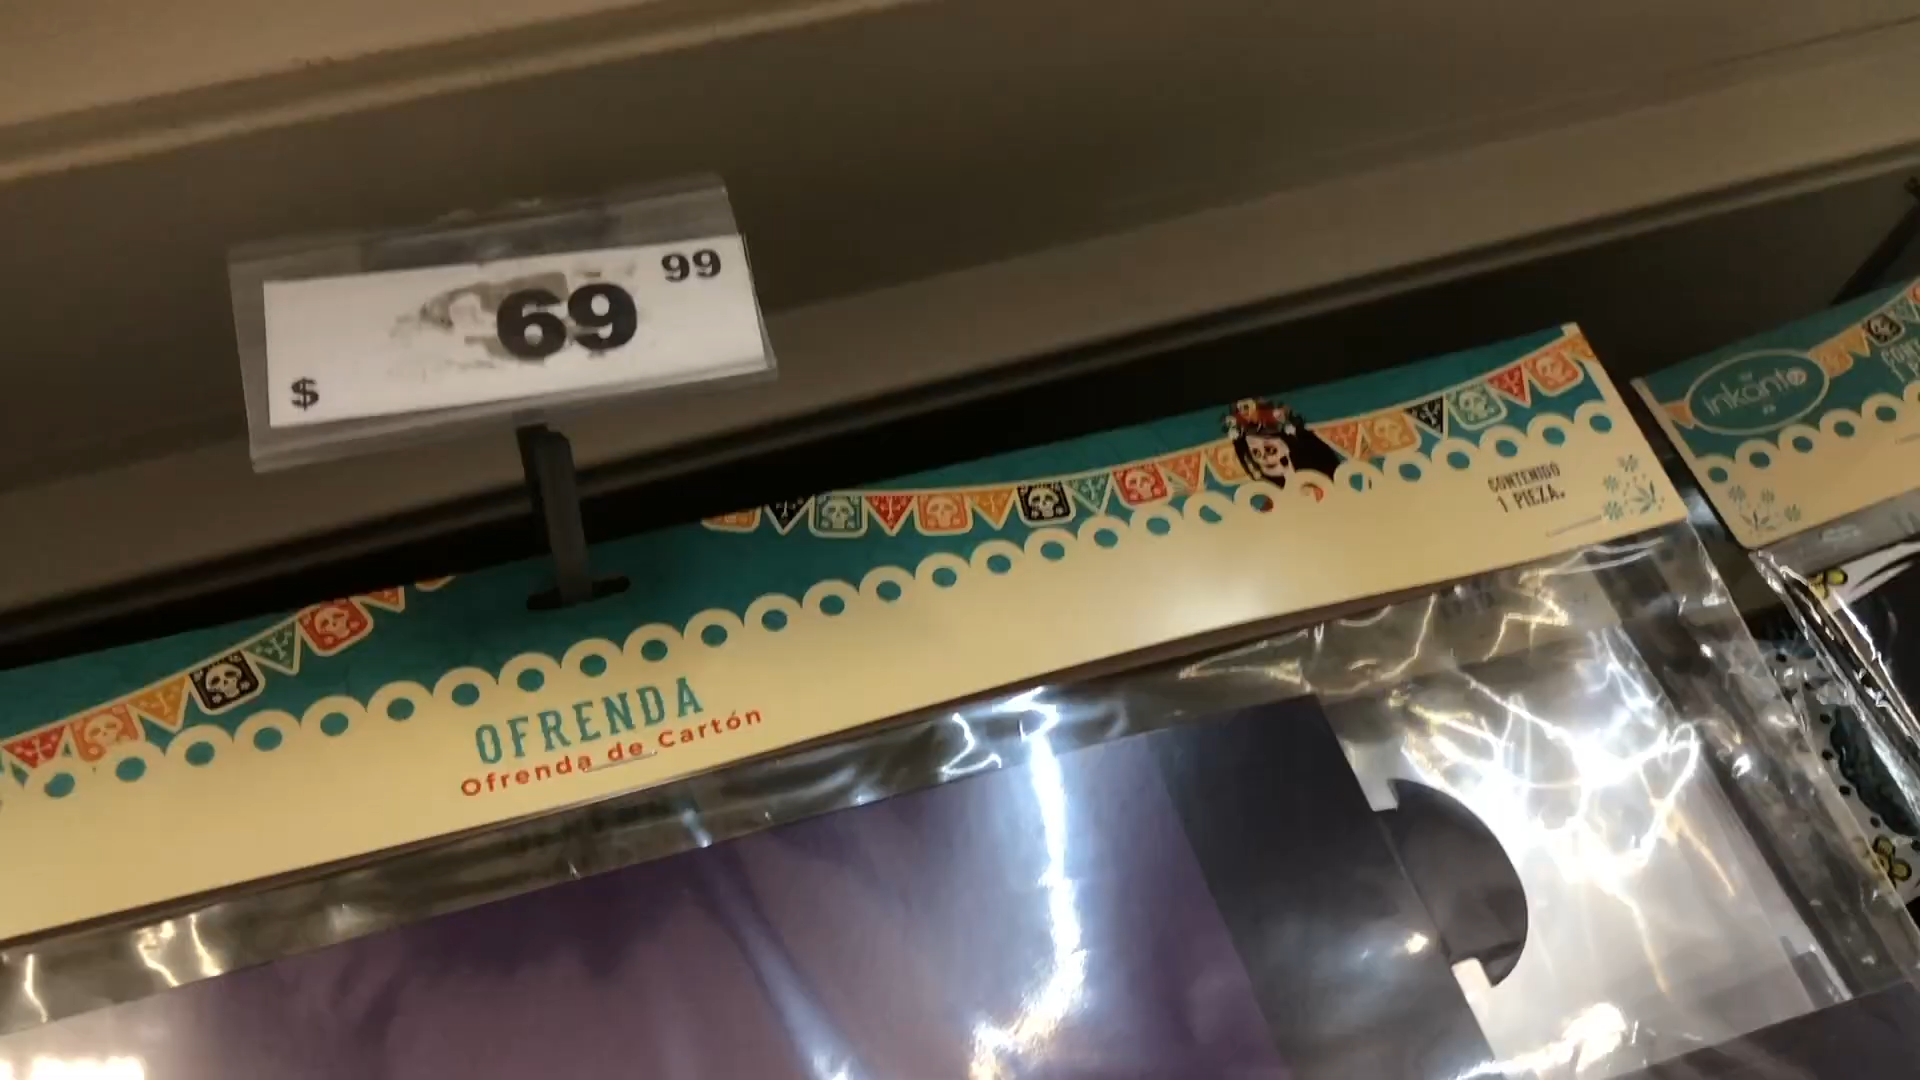 $ 69 99
OFRENDA
Ofrenda de Cartón
CONTENIDO
1 PIEZA.
inkanto